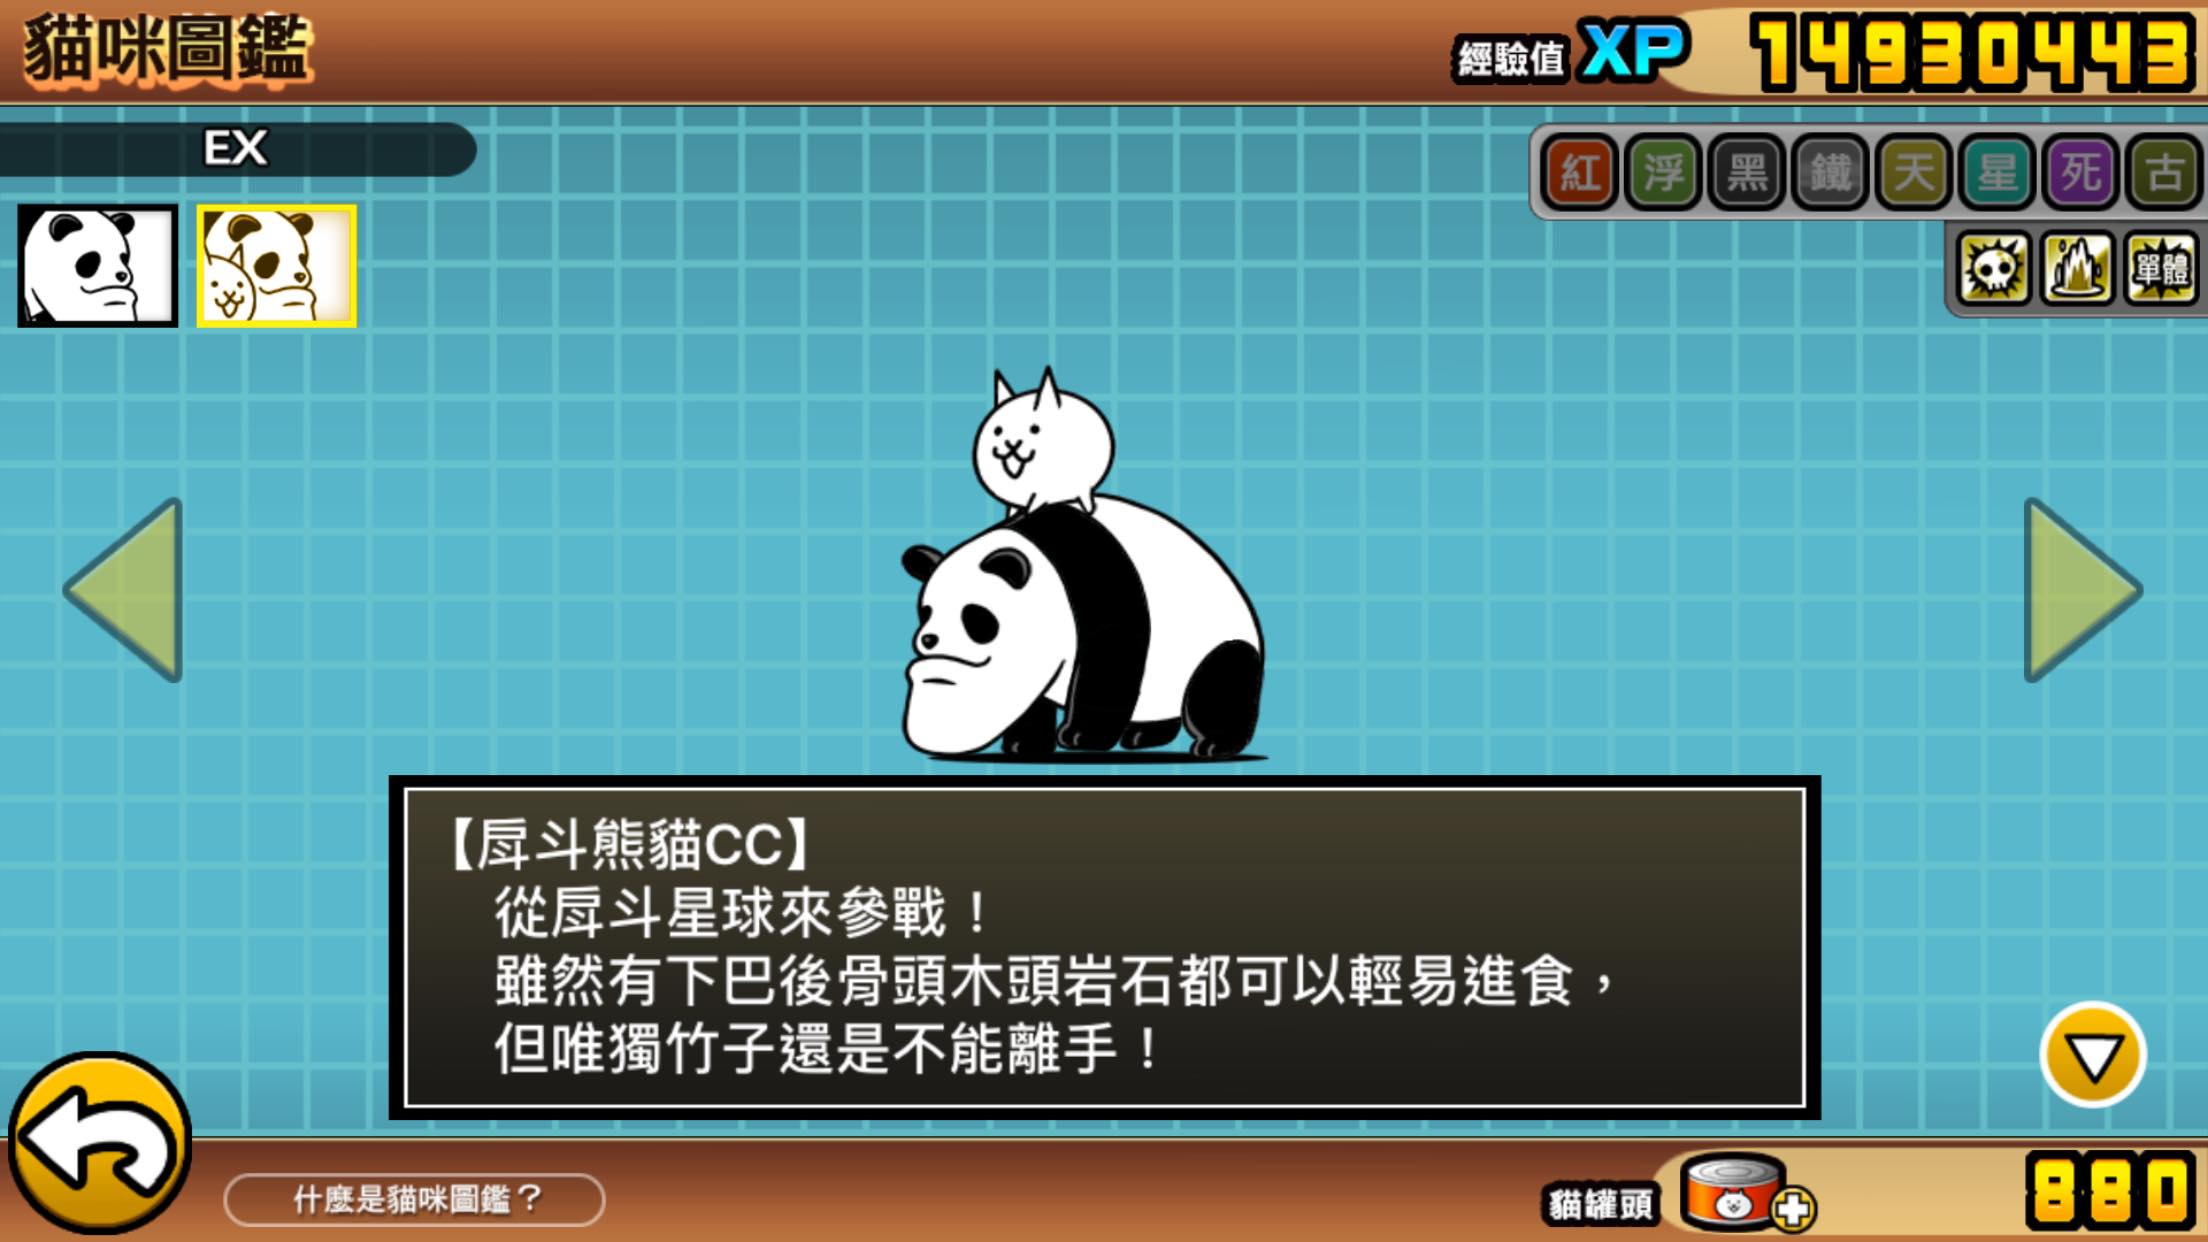 貓咪圖鑑
經驗值 XP 14930443
EX
紅 浮 黑 鐵 天 星 死 古
單體
【戽斗熊貓CC】
從戽斗星球來參戰！
雖然有下巴後骨頭木頭岩石都可以輕易進食，
但唯獨竹子還是不能離手！
什麼是貓咪圖鑑？
貓罐頭 880